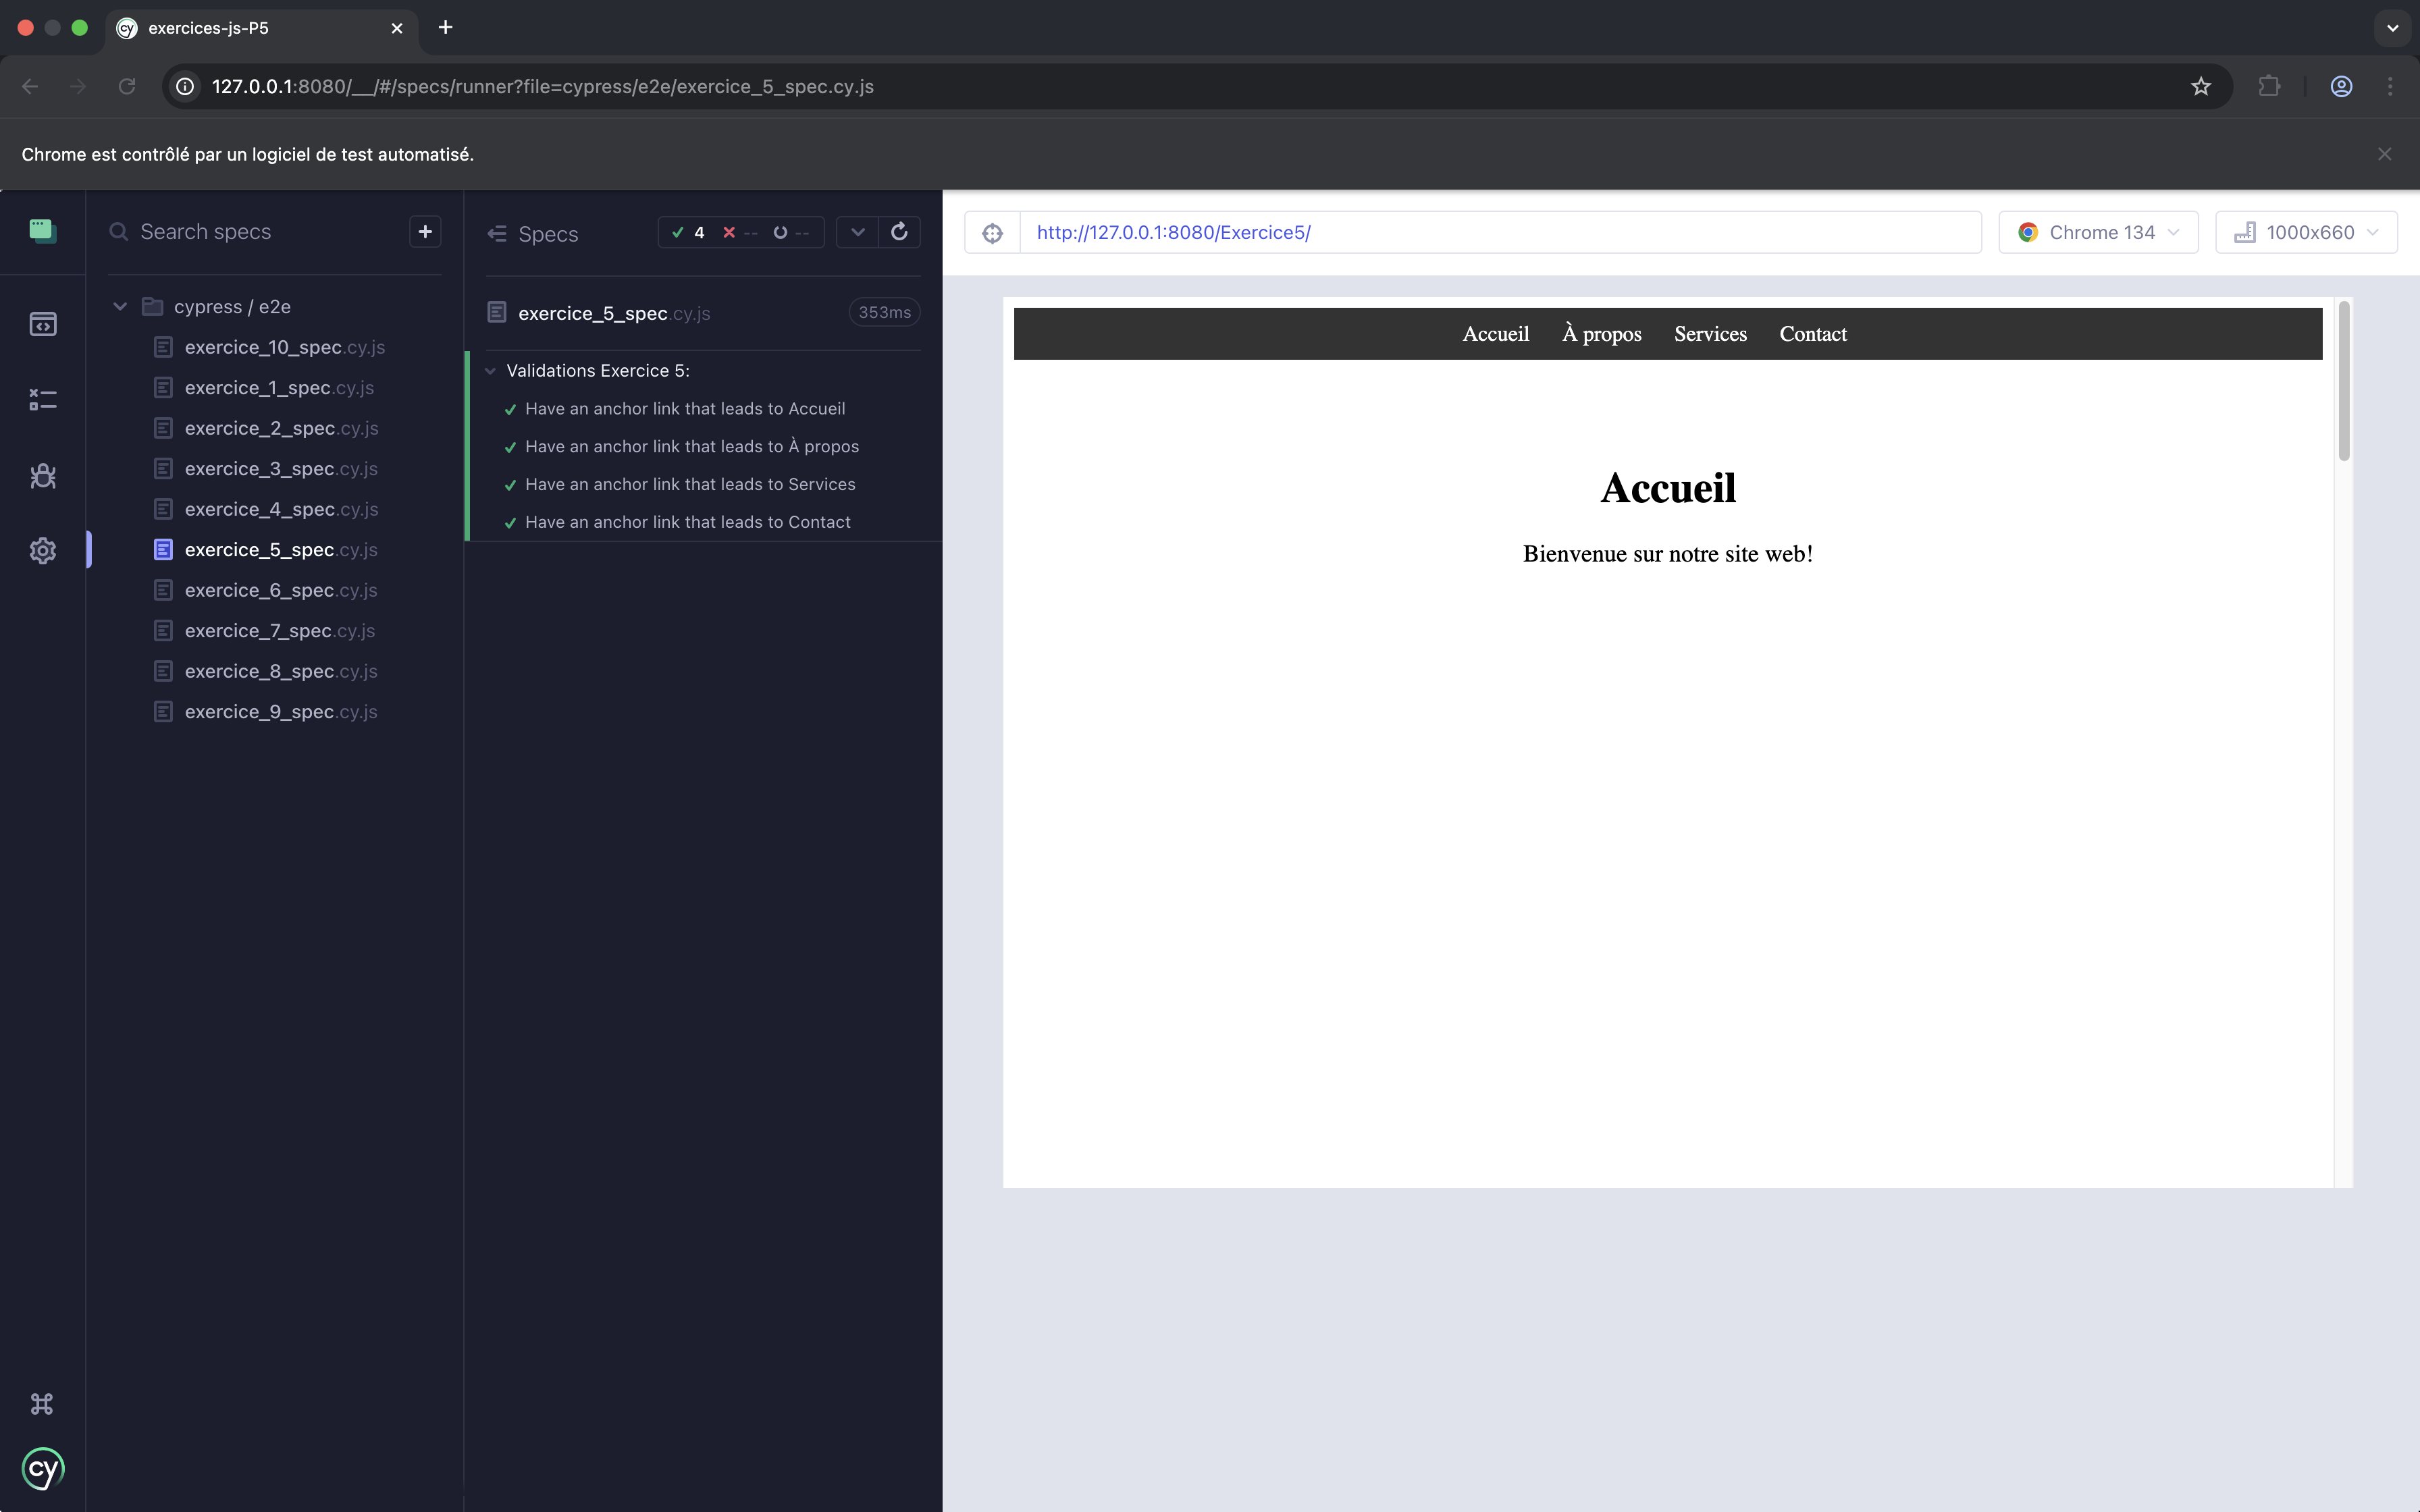 exercices-js-P5
127.0.0.1:8080/__/#/specs/runner?file=cypress/e2e/exercice_5_spec.cy.js
Chrome est contrôlé par un logiciel de test automatisé.
Search specs
cypress / e2e
exercice_10_spec.cy.js
exercice_1_spec.cy.js
exercice_2_spec.cy.js
exercice_3_spec.cy.js
exercice_4_spec.cy.js
exercice_5_spec.cy.js
exercice_6_spec.cy.js
exercice_7_spec.cy.js
exercice_8_spec.cy.js
exercice_9_spec.cy.js
cy
Specs 4 -- --
exercice_5_spec.cy.js 353ms
Validations Exercice 5:
Have an anchor link that leads to Accueil
Have an anchor link that leads to À propos
Have an anchor link that leads to Services
Have an anchor link that leads to Contact
http://127.0.0.1:8080/Exercice5/ Chrome 134 1000x660
Accueil À propos Services Contact
Accueil
Bienvenue sur notre site web!